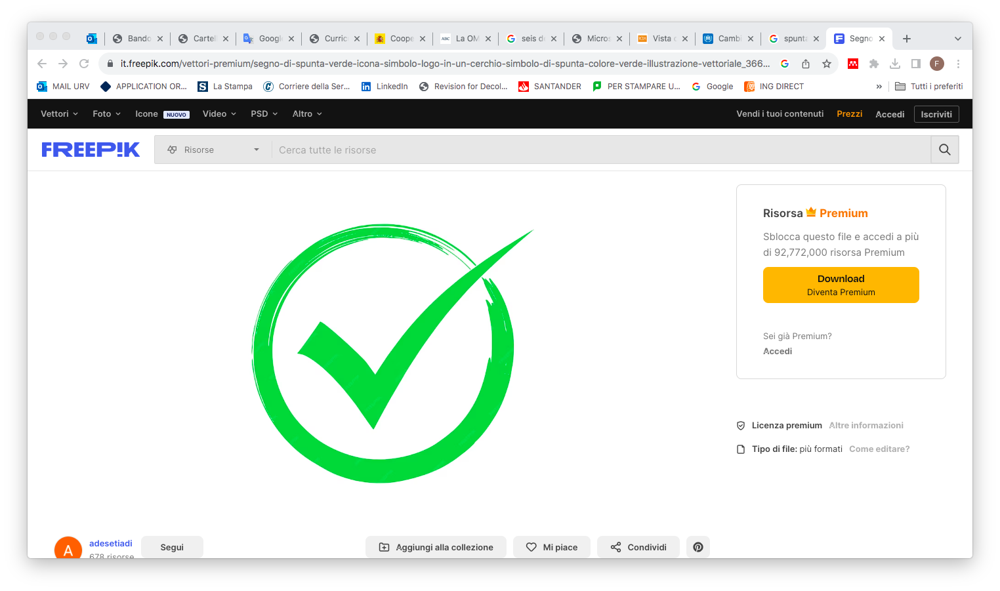 Bando
Cartel
Google
Curric
Coope
ABC La OM
seis de
Micros
Vista
Cambi
spunta
Segno
it.freepik.com/vettori-premium/segno-di-spunta-verde-icona-simbolo-logo-in-un-cerchio-simbolo-di-spunta-colore-verde-illustrazione-vettoriale_366...
F
MAIL URV
APPLICATION OR...
La Stampa
Corriere della Ser...
LinkedIn
Revision for Decol...
SANTANDER
PER STAMPARE U...
Google
ING DIRECT
»
Tutti i preferiti
Vettori
Foto
Icone NUOVO
Video
PSD
Altro
Vendi i tuoi contenuti
Prezzi
Accedi
Iscriviti
FREEPIK
Risorse
Cerca tutte le risorse
Risorsa Premium
Sblocca questo file e accedi a più
di 92,772,000 risorsa Premium
Download
Diventa Premium
Sei già Premium?
Accedi
Licenza premium Altre informazioni
Tipo di file: più formati Come editare?
A
adesetiadi
678 risorse
Segui
Aggiungi alla collezione
Mi piace
Condividi